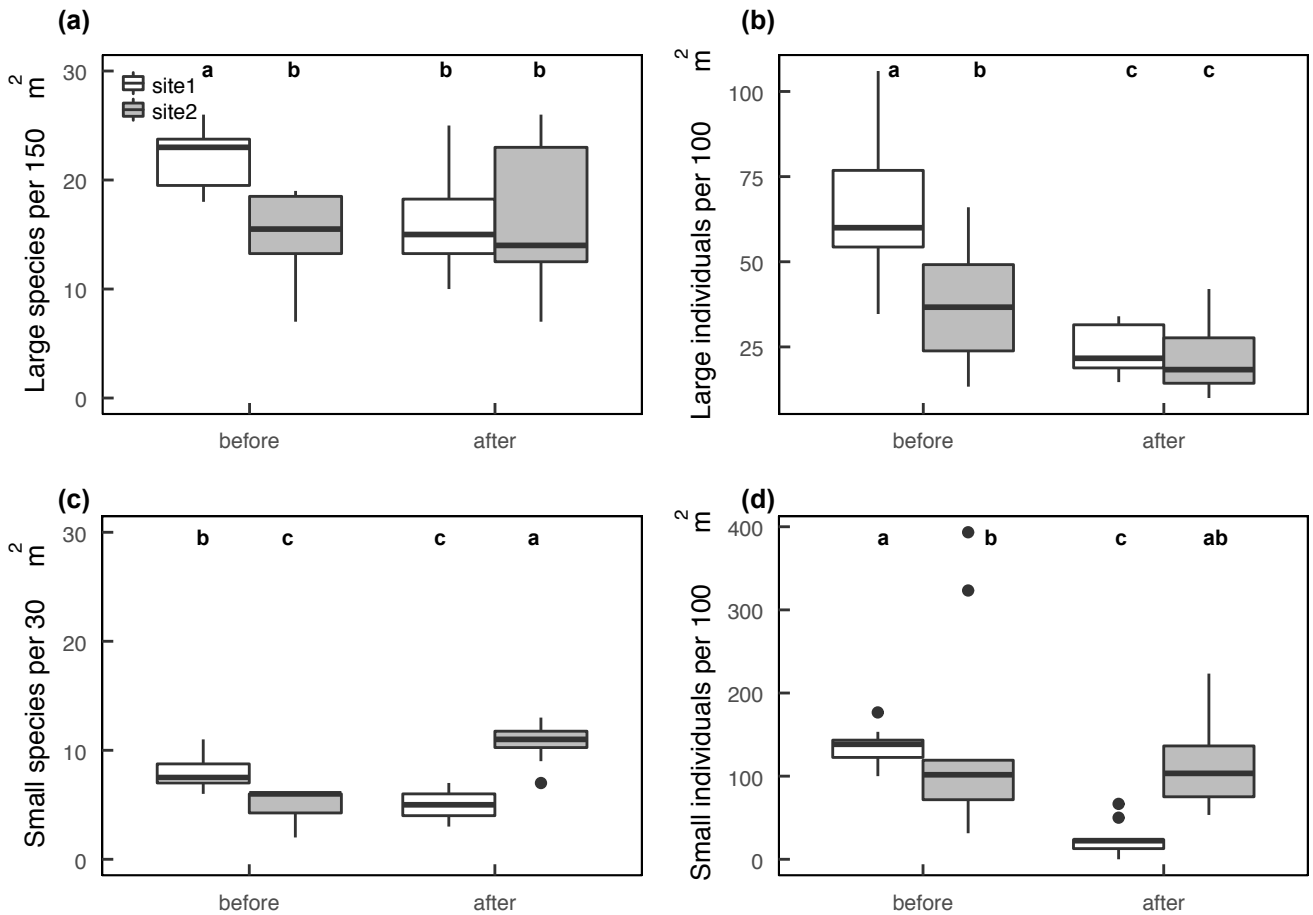 (a)
Large species per 150 m²
30
20
10
0
a b b b
site1
site2
before after
(b)
Large individuals per 100 m²
100
75
50
25
a b c c
before after
(c)
Small species per 30 m²
30
20
10
0
b c c a
before after
(d)
Small individuals per 100 m²
400
300
200
100
0
a b c ab
before after